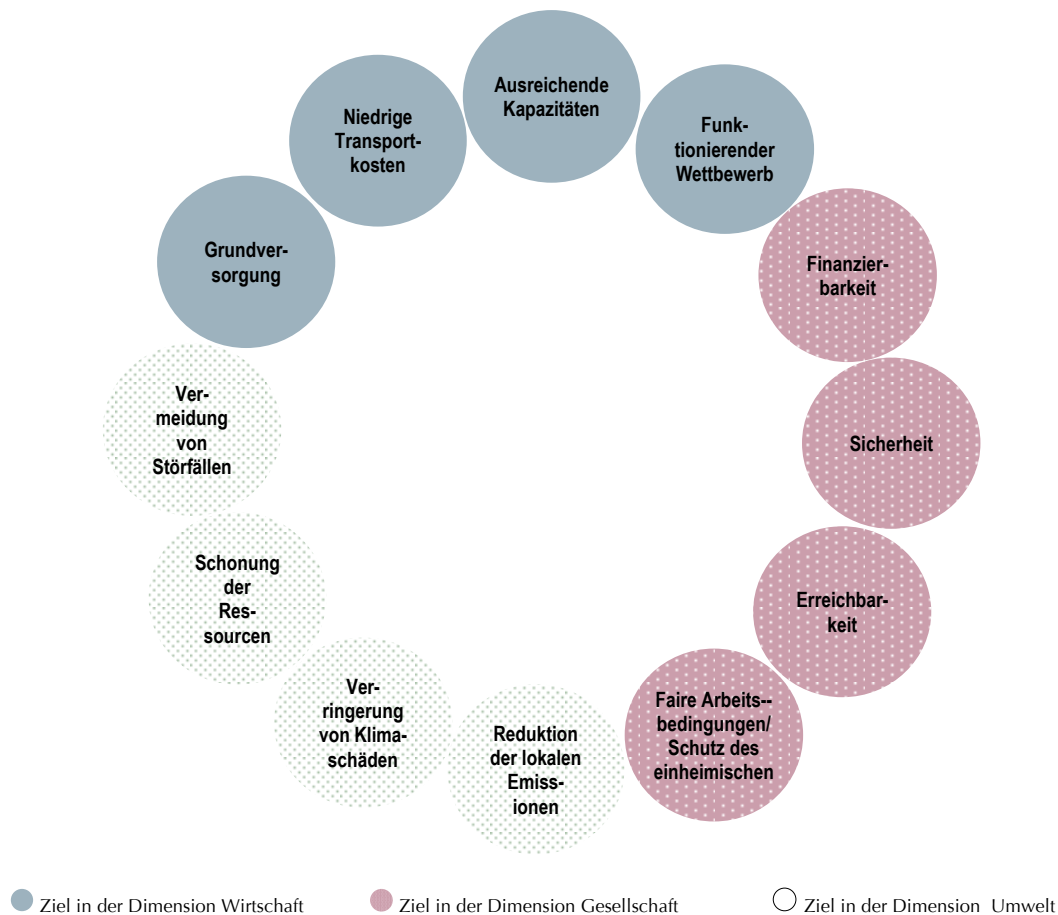 Ausreichende
Kapazitäten
Funk-
tionierender
Wettbewerb
Finanzier-
barkeit
Sicherheit
Erreichbar-
keit
Faire Arbeits--
bedingungen/
Schutz des
einheimischen
Reduktion
der lokalen
Emiss-
ionen
Ver-
ringerung
von Klima-
schäden
Schonung
der
Res-
sourcen
Ver-
meidung
von
Störfällen
Grundver-
sorgung
Niedrige
Transport-
kosten
Ziel in der Dimension Wirtschaft
Ziel in der Dimension Gesellschaft
Ziel in der Dimension Umwelt